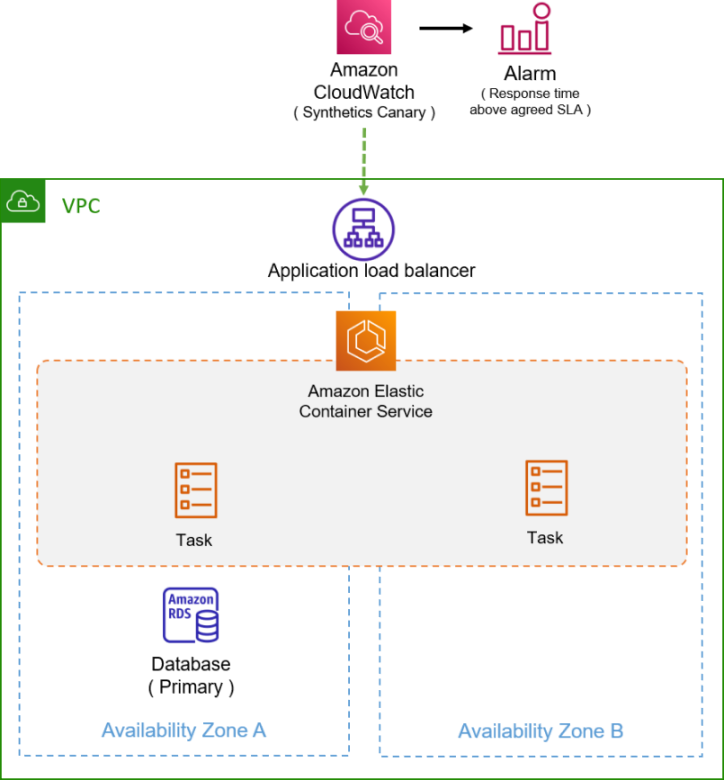 Amazon
CloudWatch
( Synthetics Canary )
Alarm
( Response time
above agreed SLA )
VPC
Application load balancer
Amazon Elastic
Container Service
Task
Task
Amazon
RDS
Database
( Primary )
Availability Zone A
Availability Zone B